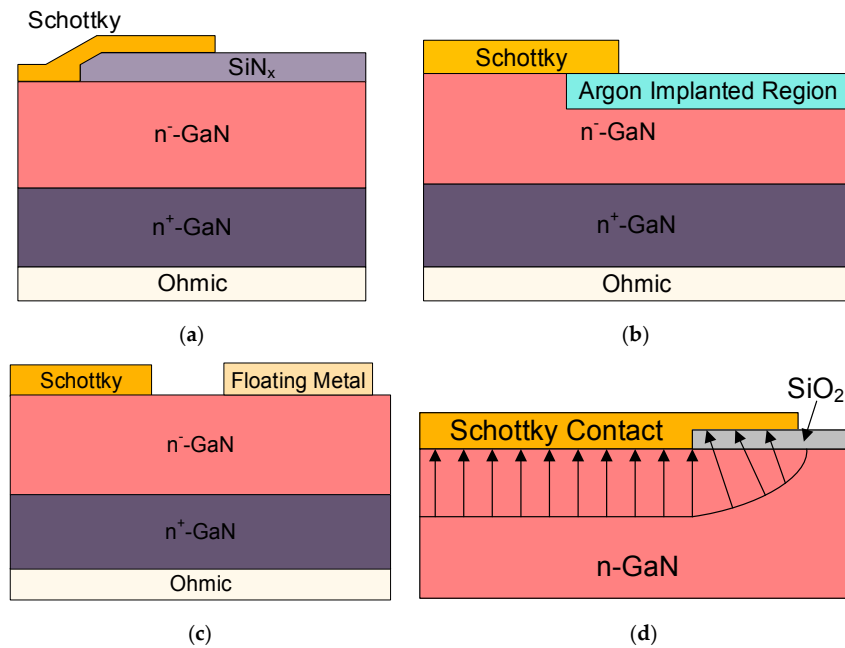 Schottky
SiNₓ
n⁻-GaN
n⁺-GaN
Ohmic
(a)
Schottky
Argon Implanted Region
n⁻-GaN
n⁺-GaN
Ohmic
(b)
Schottky
Floating Metal
n⁻-GaN
n⁺-GaN
Ohmic
(c)
SiO₂
Schottky Contact
n-GaN
(d)